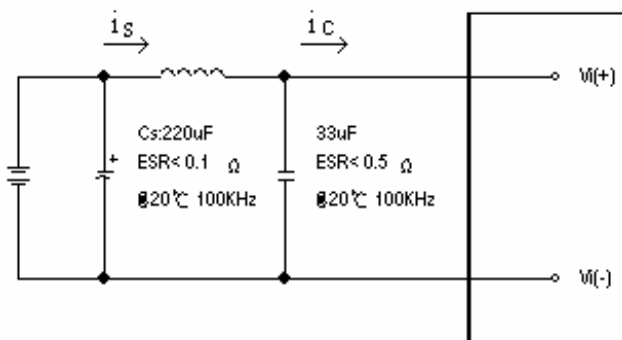 is
ic
Vi(+)
Cs:220uF
ESR< 0.1 Ω
@20℃ 100KHz
33uF
ESR< 0.5 Ω
@20℃ 100KHz
+
Vi(-)